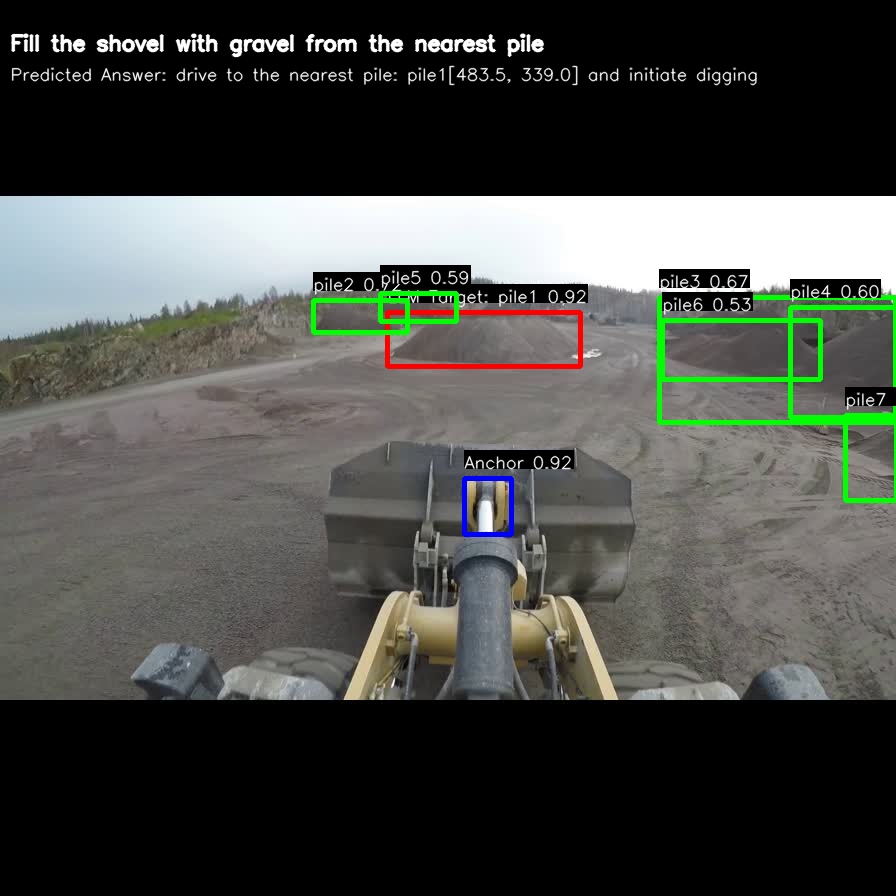 Fill the shovel with gravel from the nearest pile
Predicted Answer: drive to the nearest pile: pile1[483.5, 339.0] and initiate digging
pile2 0.72
pile5 0.59
Target: pile1 0.92
pile3 0.67
pile6 0.53
pile4 0.60
pile7
Anchor 0.92